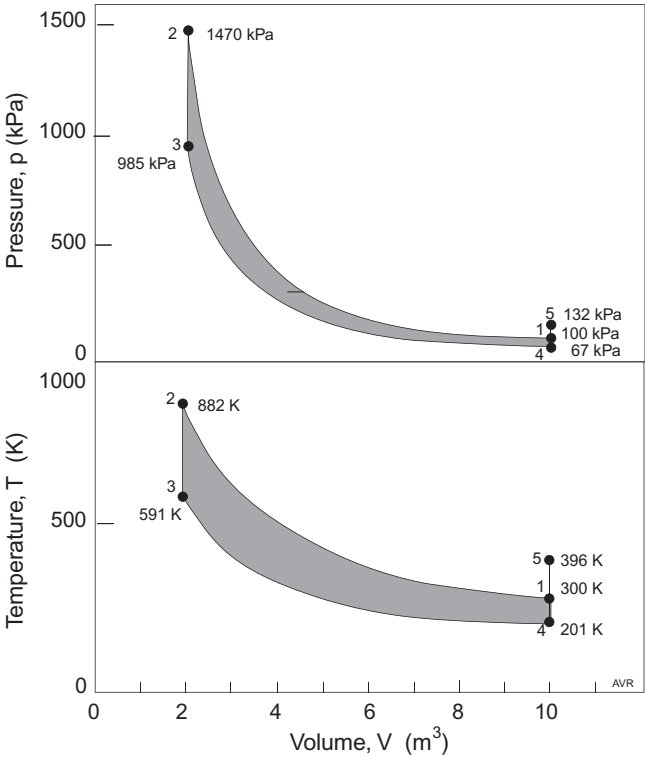 1500
2
1470 kPa
1000
3
985 kPa
500
5 132 kPa
1 100 kPa
4 67 kPa
0
Pressure, p (kPa)
1000
2
882 K
3
591 K
500
5 396 K
1 300 K
4 201 K
0
AVR
Temperature, T (K)
0 2 4 6 8 10
Volume, V (m³)